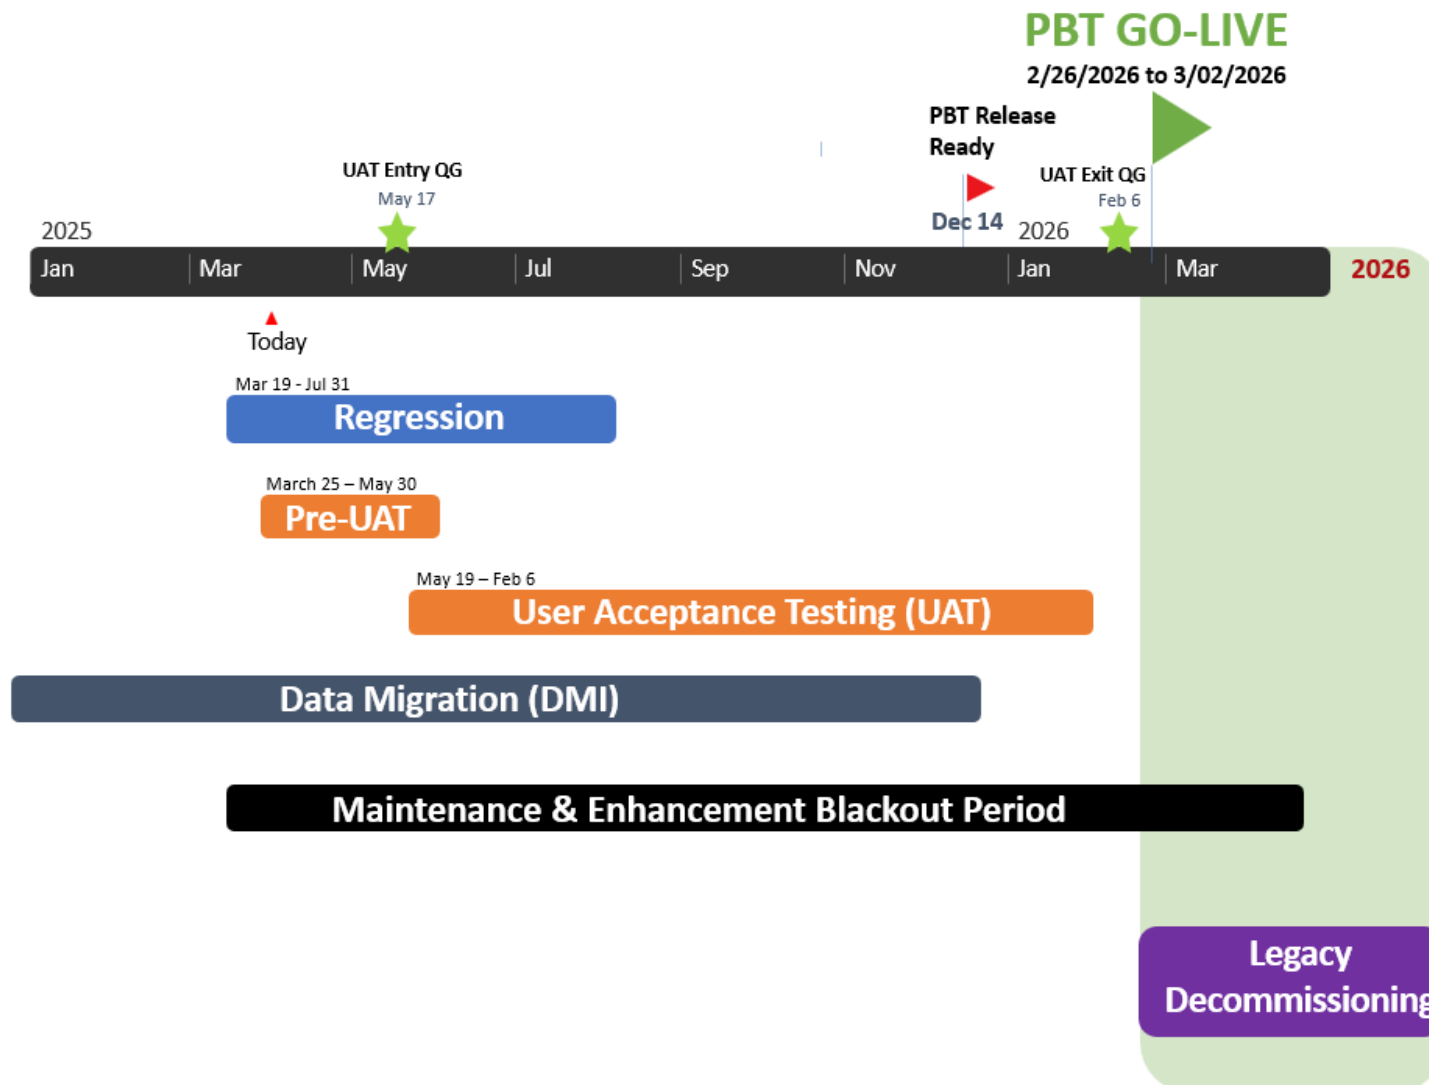 PBT GO-LIVE
2/26/2026 to 3/02/2026
PBT Release
Ready
UAT Entry QG
May 17
UAT Exit QG
Feb 6
Dec 14
2025
2026
Jan
Mar
May
Jul
Sep
Nov
Jan
Mar
2026
Today
Mar 19 - Jul 31
Regression
March 25 – May 30
Pre-UAT
May 19 – Feb 6
User Acceptance Testing (UAT)
Data Migration (DMI)
Maintenance & Enhancement Blackout Period
Legacy
Decommissioning